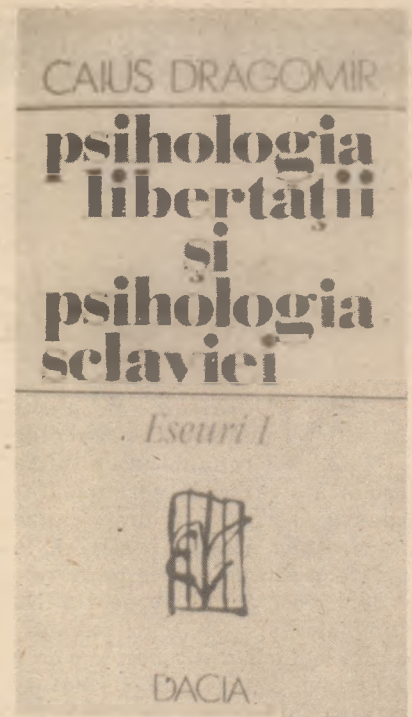 CAIUS DRAGOMIR
psihologia
libertății
și
psihologia
sclaviei
Eseuri I
DACIA